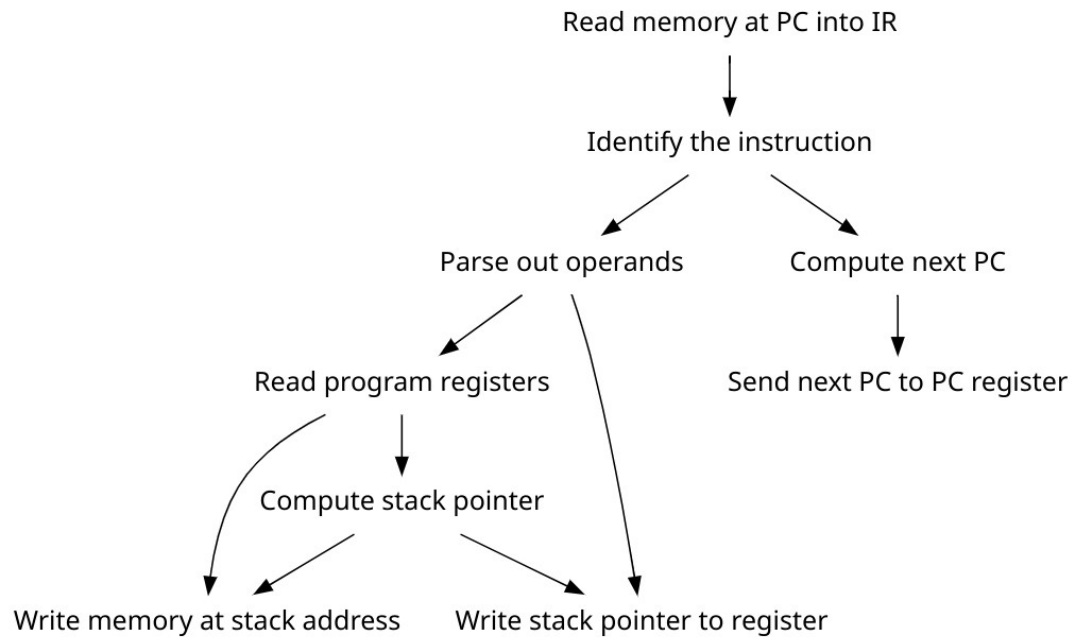 Read memory at PC into IR
Identify the instruction
Parse out operands
Compute next PC
Read program registers
Send next PC to PC register
Compute stack pointer
Write memory at stack address
Write stack pointer to register